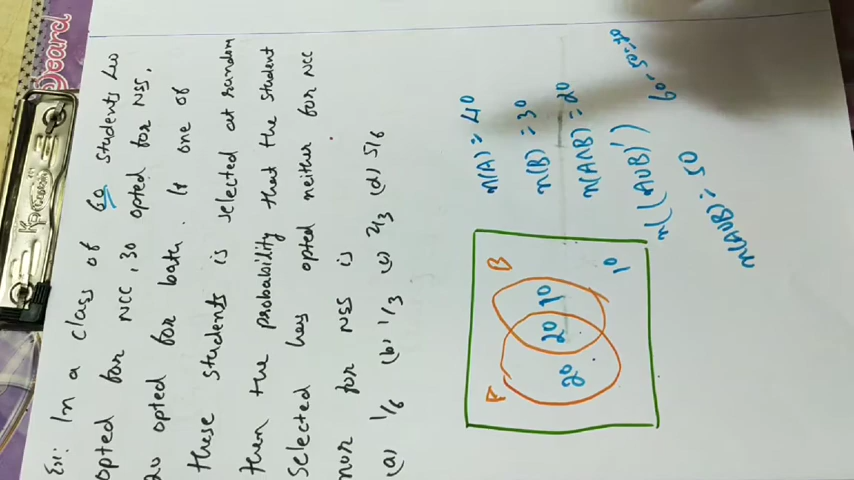 Board
Ex: In a class of 60 students 40
opted for NCC, 30 opted for NSS,
20 opted for both. If one of
these students is selected at random
then the probability that the student
selected has opted neither for NCC
nor for NSS is
(a) 1/6 (b) 1/3 (c) 2/3 (d) 5/6
n(A) = 40
n(B) = 30
n(A∩B) = 20
n((A∪B)')
n(A∪B) = 50
A B
20 20 10
10